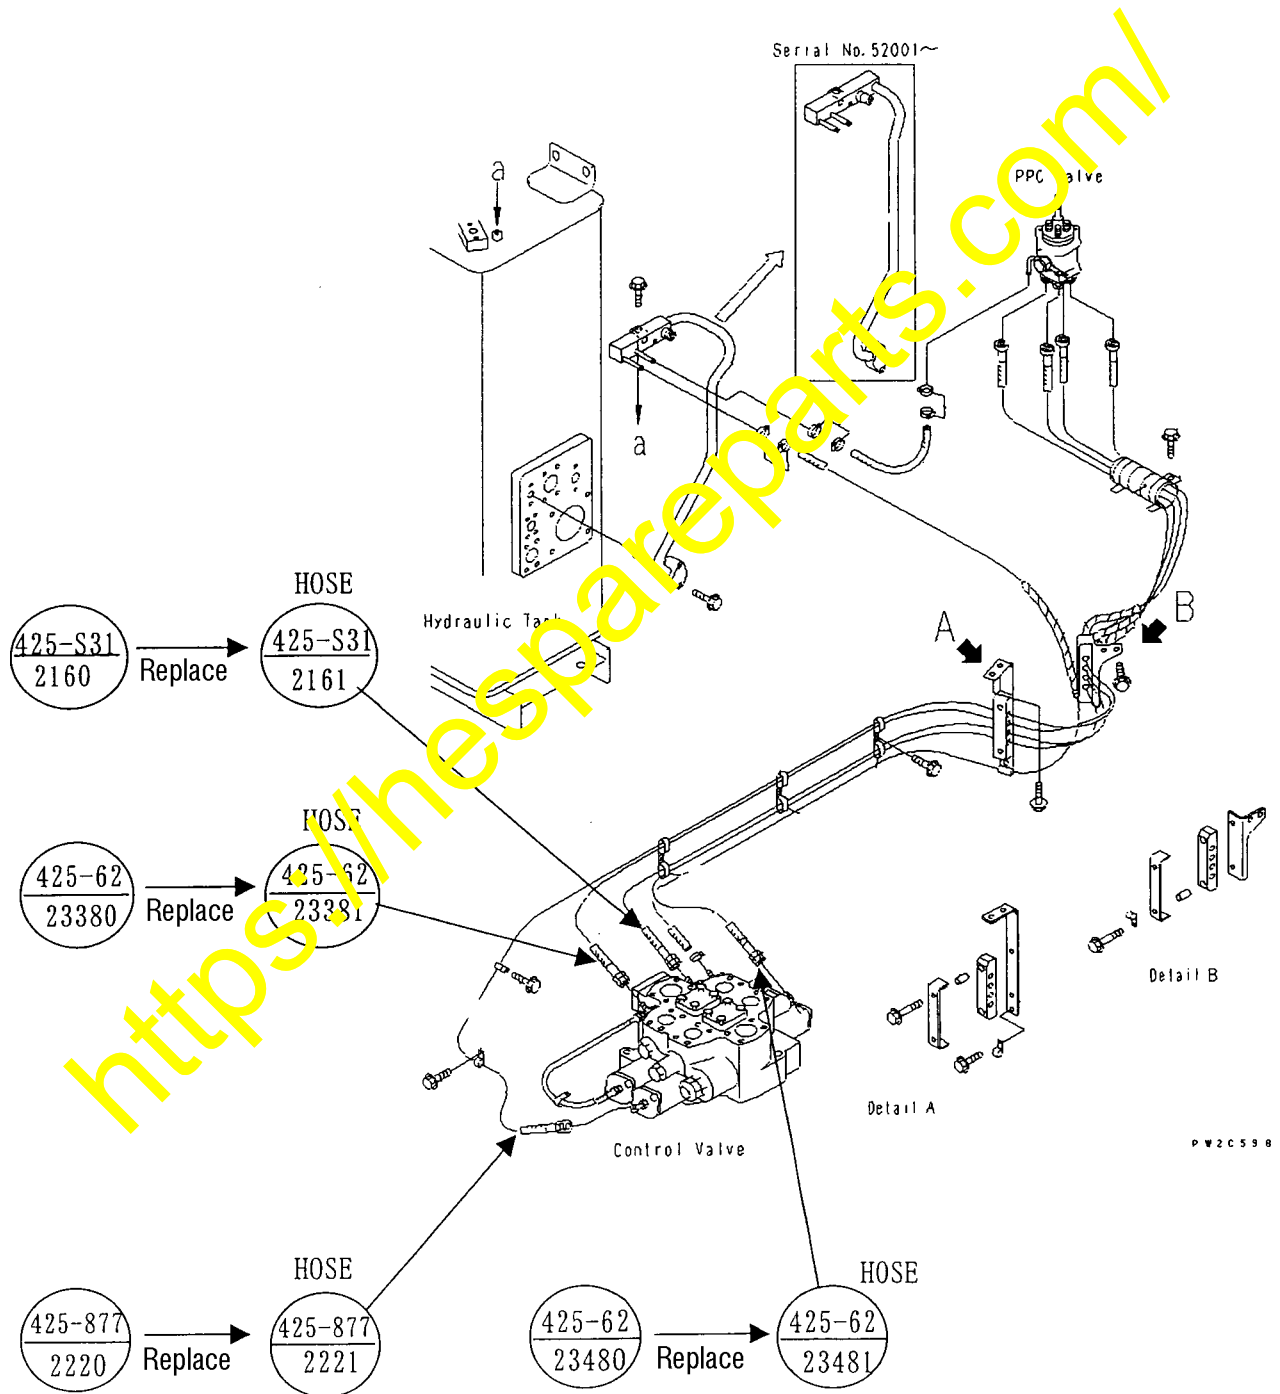 Serial No. 52001~
PPC Valve
a
a
https://hespareparts.com/
HOSE
425-S31
2160
Replace
425-S31
2161
Hydraulic Tank
A
B
HOSE
425-62
23380
Replace
425-62
23381
Detail B
Detail A
Control Valve
PW2C598
HOSE
425-877
2220
Replace
425-877
2221
HOSE
425-62
23480
Replace
425-62
23481